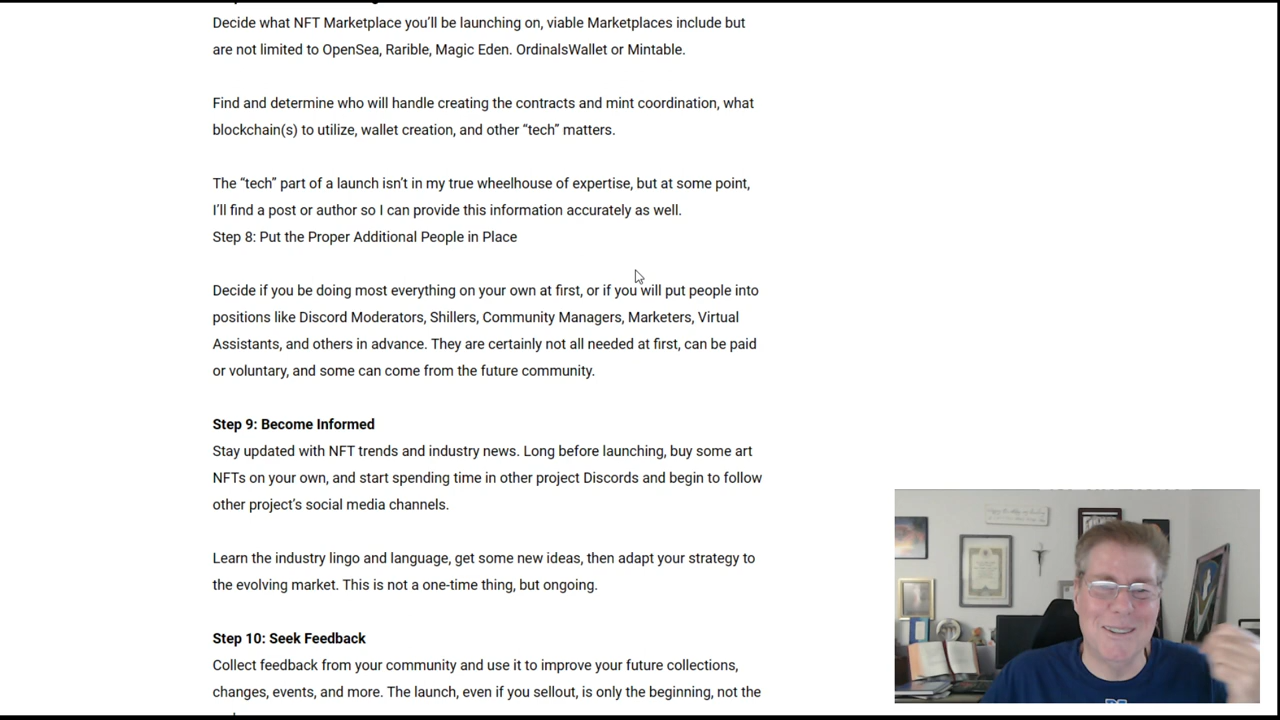 Decide what NFT Marketplace you'll be launching on, viable Marketplaces include but
are not limited to OpenSea, Rarible, Magic Eden. OrdinalsWallet or Mintable.
Find and determine who will handle creating the contracts and mint coordination, what
blockchain(s) to utilize, wallet creation, and other “tech” matters.
The “tech” part of a launch isn't in my true wheelhouse of expertise, but at some point,
I'll find a post or author so I can provide this information accurately as well.
Step 8: Put the Proper Additional People in Place
Decide if you be doing most everything on your own at first, or if you will put people into
positions like Discord Moderators, Shillers, Community Managers, Marketers, Virtual
Assistants, and others in advance. They are certainly not all needed at first, can be paid
or voluntary, and some can come from the future community.
Step 9: Become Informed
Stay updated with NFT trends and industry news. Long before launching, buy some art
NFTs on your own, and start spending time in other project Discords and begin to follow
other project's social media channels.
Learn the industry lingo and language, get some new ideas, then adapt your strategy to
the evolving market. This is not a one-time thing, but ongoing.
Step 10: Seek Feedback
Collect feedback from your community and use it to improve your future collections,
changes, events, and more. The launch, even if you sellout, is only the beginning, not the